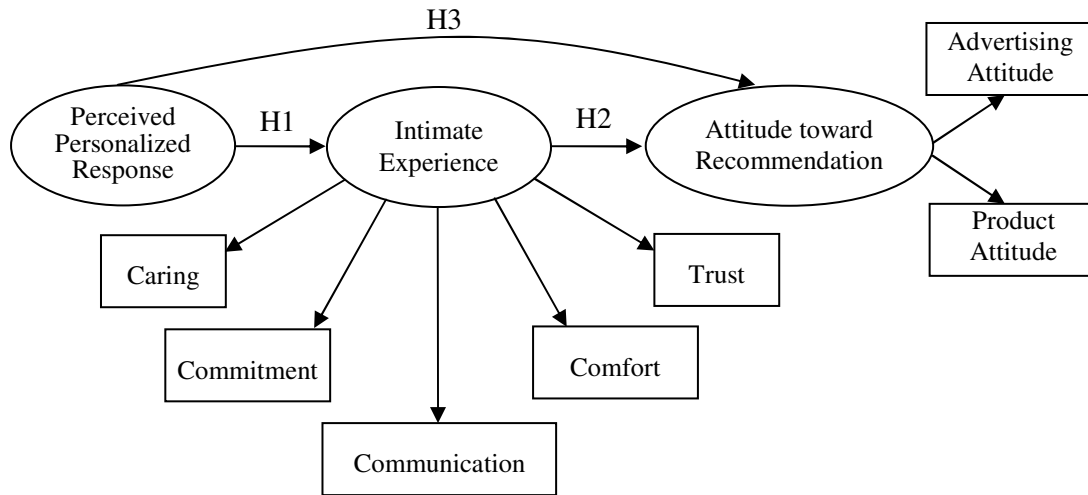 H3
Advertising
Attitude
Perceived
Personalized
Response
H1
Intimate
Experience
H2
Attitude toward
Recommendation
Product
Attitude
Caring
Trust
Commitment
Comfort
Communication